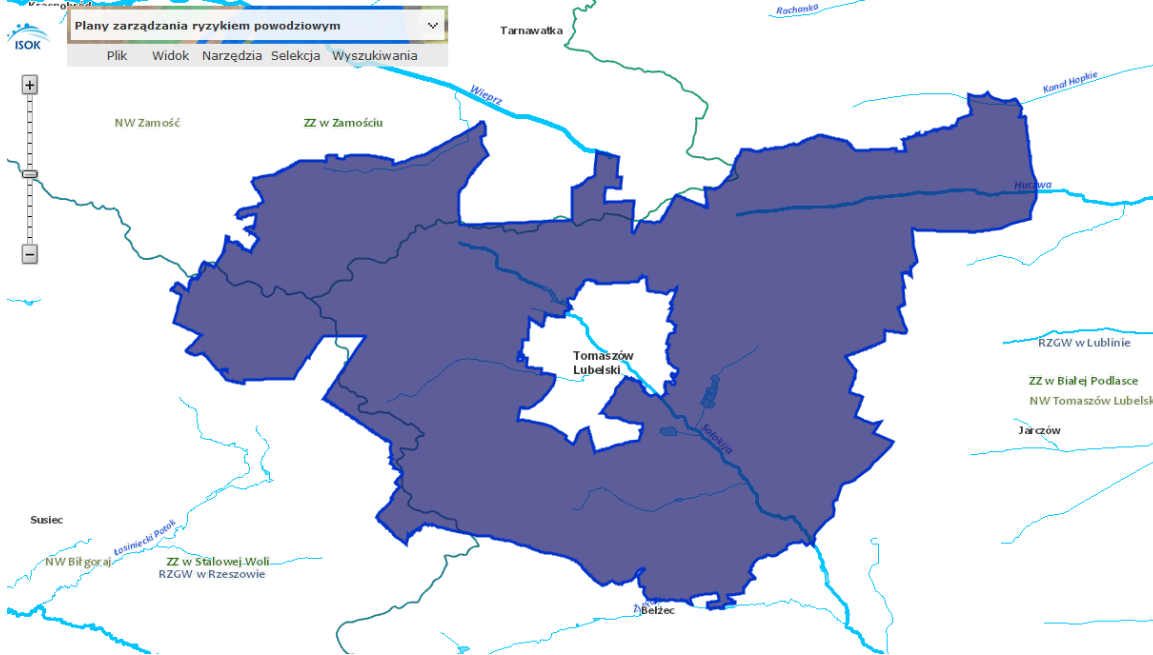 Krasnobród
Rachanka
Plany zarządzania ryzykiem powodziowym
ISOK
Tarnawatka
Plik Widok Narzędzia Selekcja Wyszukiwania
Kanał Hopkie
Wieprz
NW Zamość
ZZ w Zamościu
Huczwa
RZGW w Lublinie
Tomaszów
Lubelski
ZZ w Białej Podlasce
NW Tomaszów Lubelsk
Jarczów
Sołokija
Susiec
Łosiniecki Potok
NW Biłgoraj
ZZ w Stalowej Woli
RZGW w Rzeszowie
Bełżec